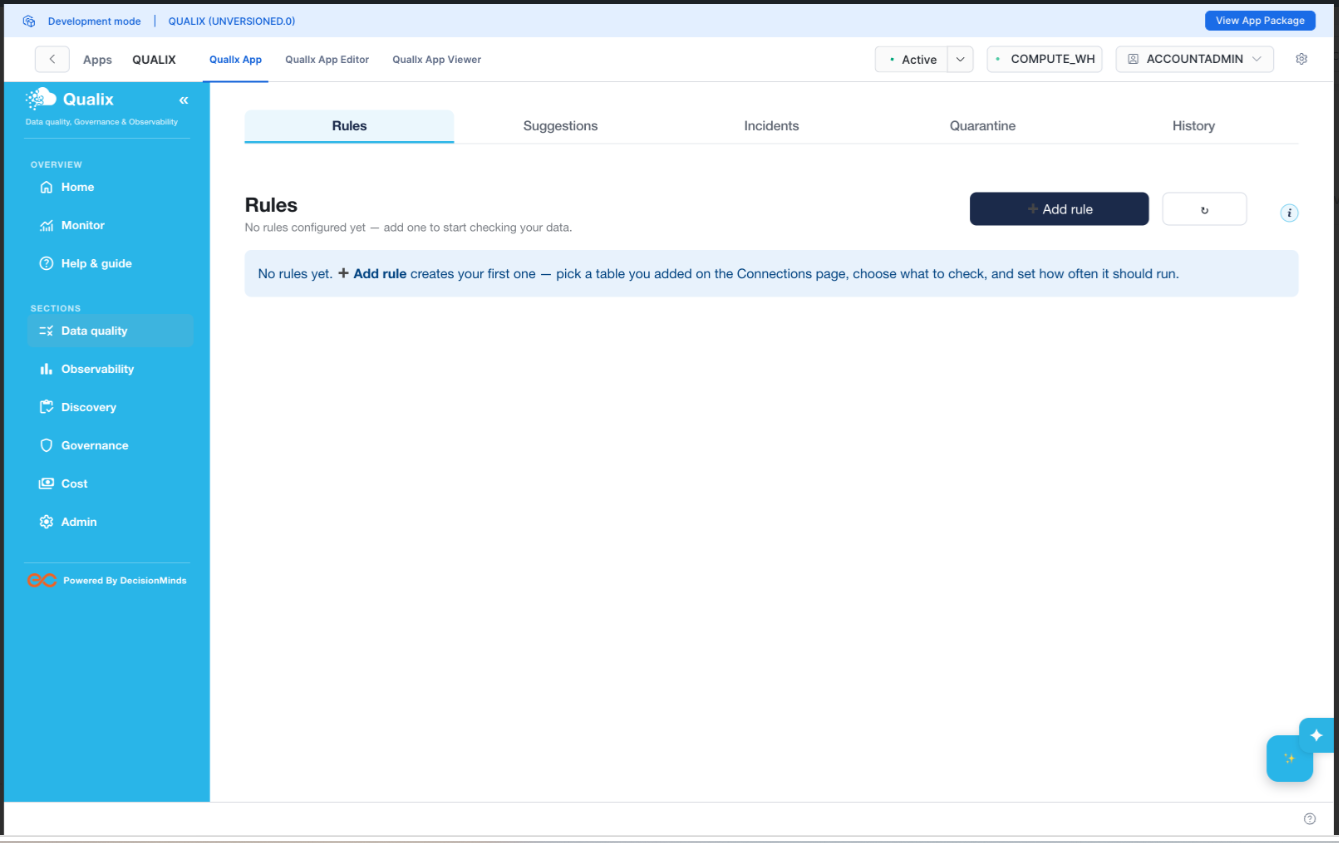 Development mode | QUALIX (UNVERSIONED.0)
View App Package
Apps QUALIX Qualix App Qualix App Editor Qualix App Viewer
Active COMPUTE_WH ACCOUNTADMIN
Qualix «
Data quality, Governance & Observability
OVERVIEW
Home
Monitor
Help & guide
SECTIONS
Data quality
Observability
Discovery
Governance
Cost
Admin
Powered By DecisionMinds
Rules Suggestions Incidents Quarantine History
Rules
No rules configured yet — add one to start checking your data.
+ Add rule ↻ i
No rules yet. + Add rule creates your first one — pick a table you added on the Connections page, choose what to check, and set how often it should run.